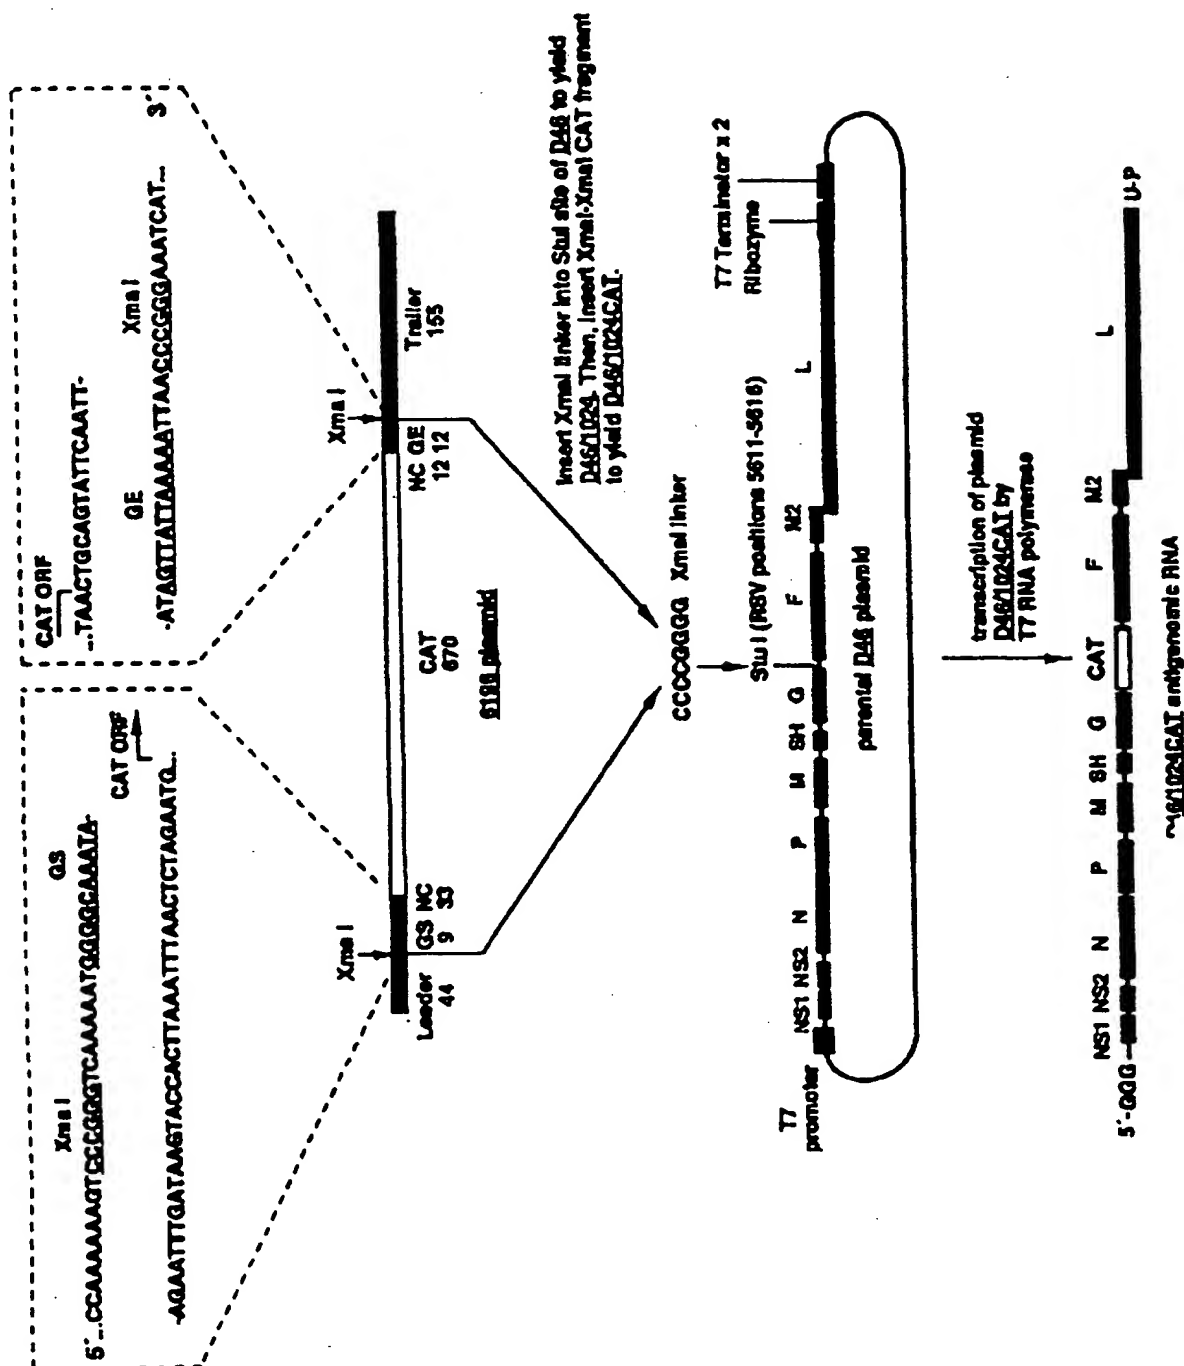 Xma I
GS
5´...CCAAAAAGTCCCGGGTCAAAAATGGGGCAAATA-
CAT ORF
-AGAATTTGATAAGTACCACTTAAATTTAACTCTAGAATG...
CAT ORF
...TAACTGCAGTATTCAATT-
GE
Xma I
-ATAGTTATTAAAAATTAACCCGGGAAATCAT...
3´
Xma I
Xma I
Leader
44
GS
9
NC
33
CAT
670
NC GE
12 12
Trailer
155
6196 plasmid
Insert XmaI linker into StuI site of D46 to yield
D46/1024. Then, insert XmaI-XmaI CAT fragment
to yield D46/1024CAT.
CCCCGGGG XmaI linker
Stu I (RSV positions 5611-5616)
T7 Terminator x 2
Ribozyme
T7
promoter
NS1 NS2 N P M SH G F M2 L
parental D46 plasmid
transcription of plasmid
D46/1024CAT by
T7 RNA polymerase
NS1 NS2 N P M SH G CAT F M2 L
5´-GGG
U-P
D46/1024CAT antigenomic RNA